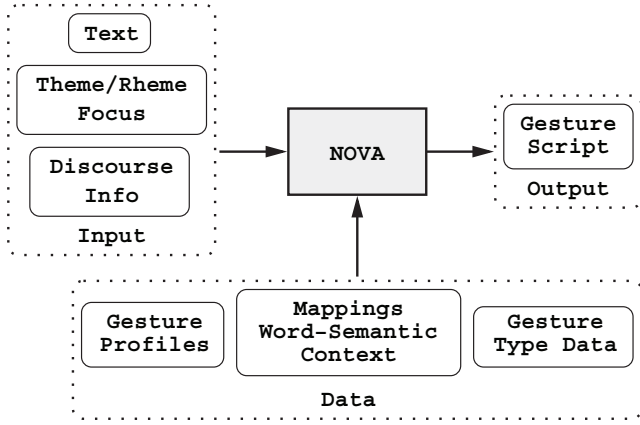 Text
Theme/Rheme
Focus
Discourse
Info
Input
NOVA
Gesture
Script
Output
Gesture
Profiles
Mappings
Word-Semantic
Context
Gesture
Type Data
Data